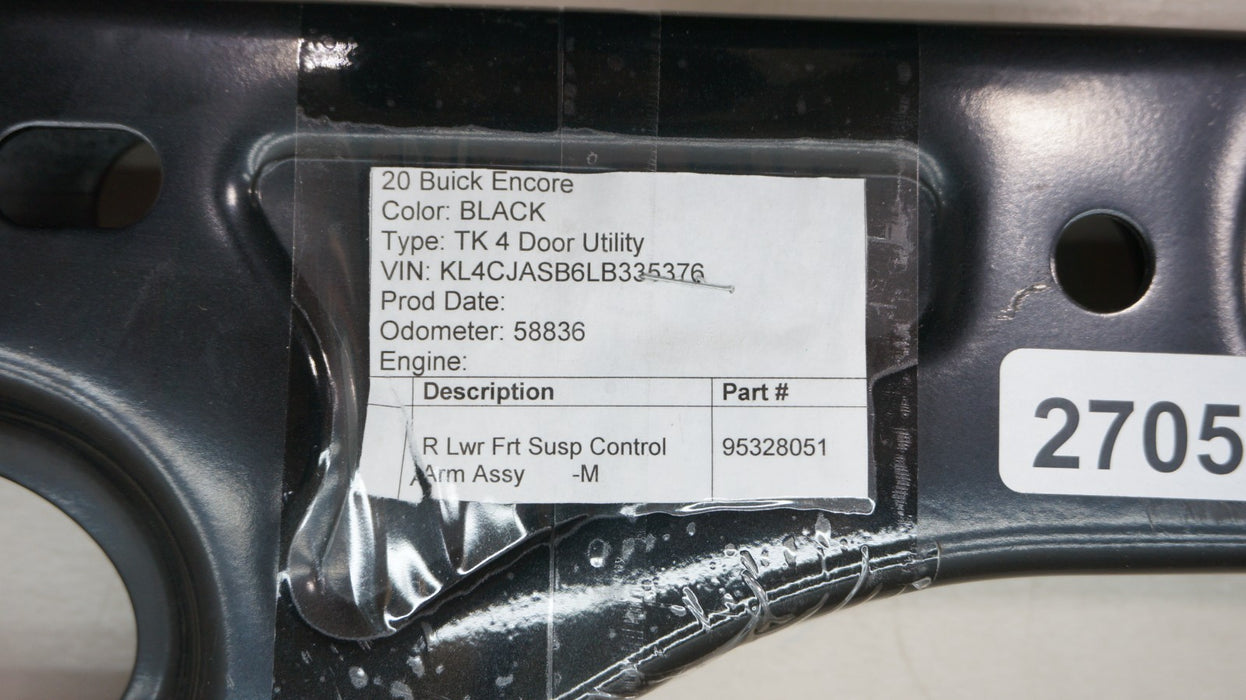 20 Buick Encore
Color: BLACK
Type: TK 4 Door Utility
VIN: KL4CJASB6LB335376
Prod Date:
Odometer: 58836
Engine:
Description Part #
R Lwr Frt Susp Control 95328051
Arm Assy -M
2705